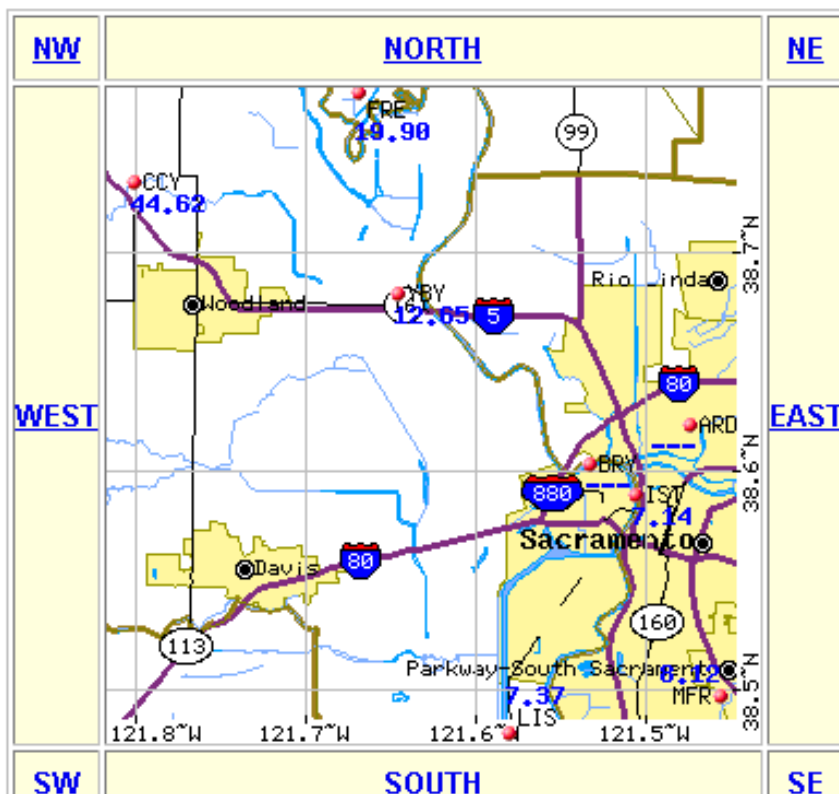 NW NORTH NE
FRE
19.90
99
CCY
44.62
38.7~N
Rio Linda
YBY
Woodland
12.65
5
80
WEST
EAST
ARD
----
BRY
38.6~N
880
----
IST
7.14
Sacramento
80
Davis
160
113
Parkway-South Sacramento
6.12
7.37
MFR
38.5~N
LIS
121.8~W 121.7~W 121.6~W 121.5~W
SW SOUTH SE